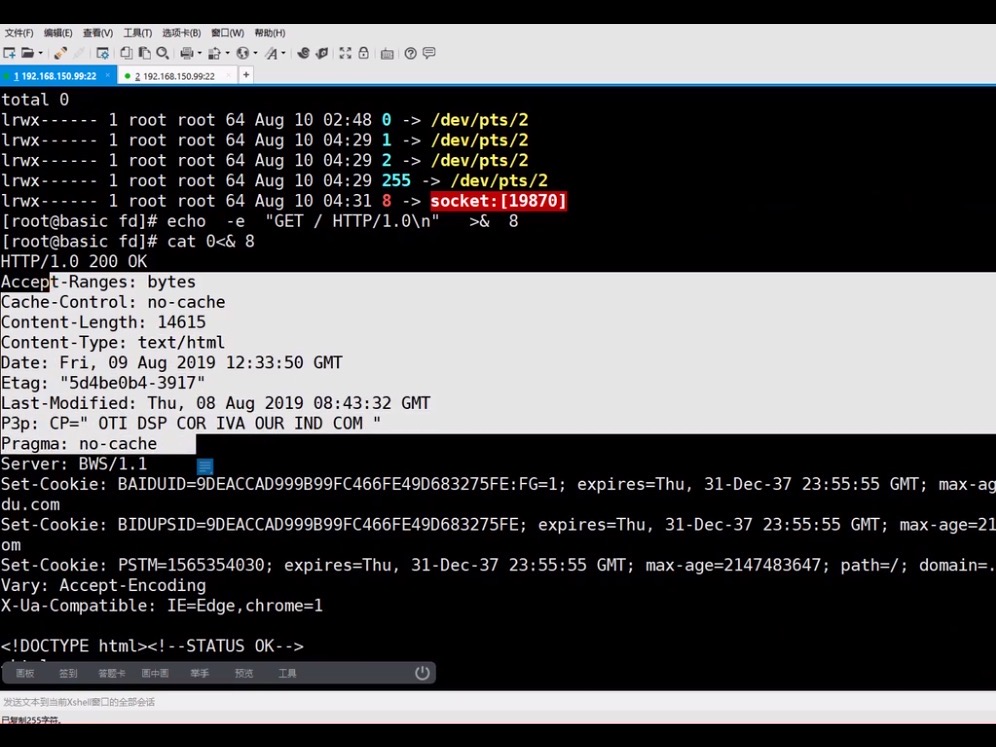 文件(F) 编辑(E) 查看(V) 工具(T) 选项卡(B) 窗口(W) 帮助(H)
1 192.168.150.99:22 × 2 192.168.150.99:22 × +
total 0
lrwx------ 1 root root 64 Aug 10 02:48 0 -> /dev/pts/2
lrwx------ 1 root root 64 Aug 10 04:29 1 -> /dev/pts/2
lrwx------ 1 root root 64 Aug 10 04:29 2 -> /dev/pts/2
lrwx------ 1 root root 64 Aug 10 04:29 255 -> /dev/pts/2
lrwx------ 1 root root 64 Aug 10 04:31 8 -> socket:[19870]
[root@basic fd]# echo  -e  "GET / HTTP/1.0\n"   >&  8
[root@basic fd]# cat 0<& 8
HTTP/1.0 200 OK
Accept-Ranges: bytes
Cache-Control: no-cache
Content-Length: 14615
Content-Type: text/html
Date: Fri, 09 Aug 2019 12:33:50 GMT
Etag: "5d4be0b4-3917"
Last-Modified: Thu, 08 Aug 2019 08:43:32 GMT
P3p: CP=" OTI DSP COR IVA OUR IND COM "
Pragma: no-cache
Server: BWS/1.1
Set-Cookie: BAIDUID=9DEACCAD999B99FC466FE49D683275FE:FG=1; expires=Thu, 31-Dec-37 23:55:55 GMT; max-ag
du.com
Set-Cookie: BIDUPSID=9DEACCAD999B99FC466FE49D683275FE; expires=Thu, 31-Dec-37 23:55:55 GMT; max-age=21
om
Set-Cookie: PSTM=1565354030; expires=Thu, 31-Dec-37 23:55:55 GMT; max-age=2147483647; path=/; domain=.
Vary: Accept-Encoding
X-Ua-Compatible: IE=Edge,chrome=1
<!DOCTYPE html><!--STATUS OK-->
画板 签到 答题卡 画中画 举手 预览 工具
发送文本到当前Xshell窗口的全部会话
已复制255字符。